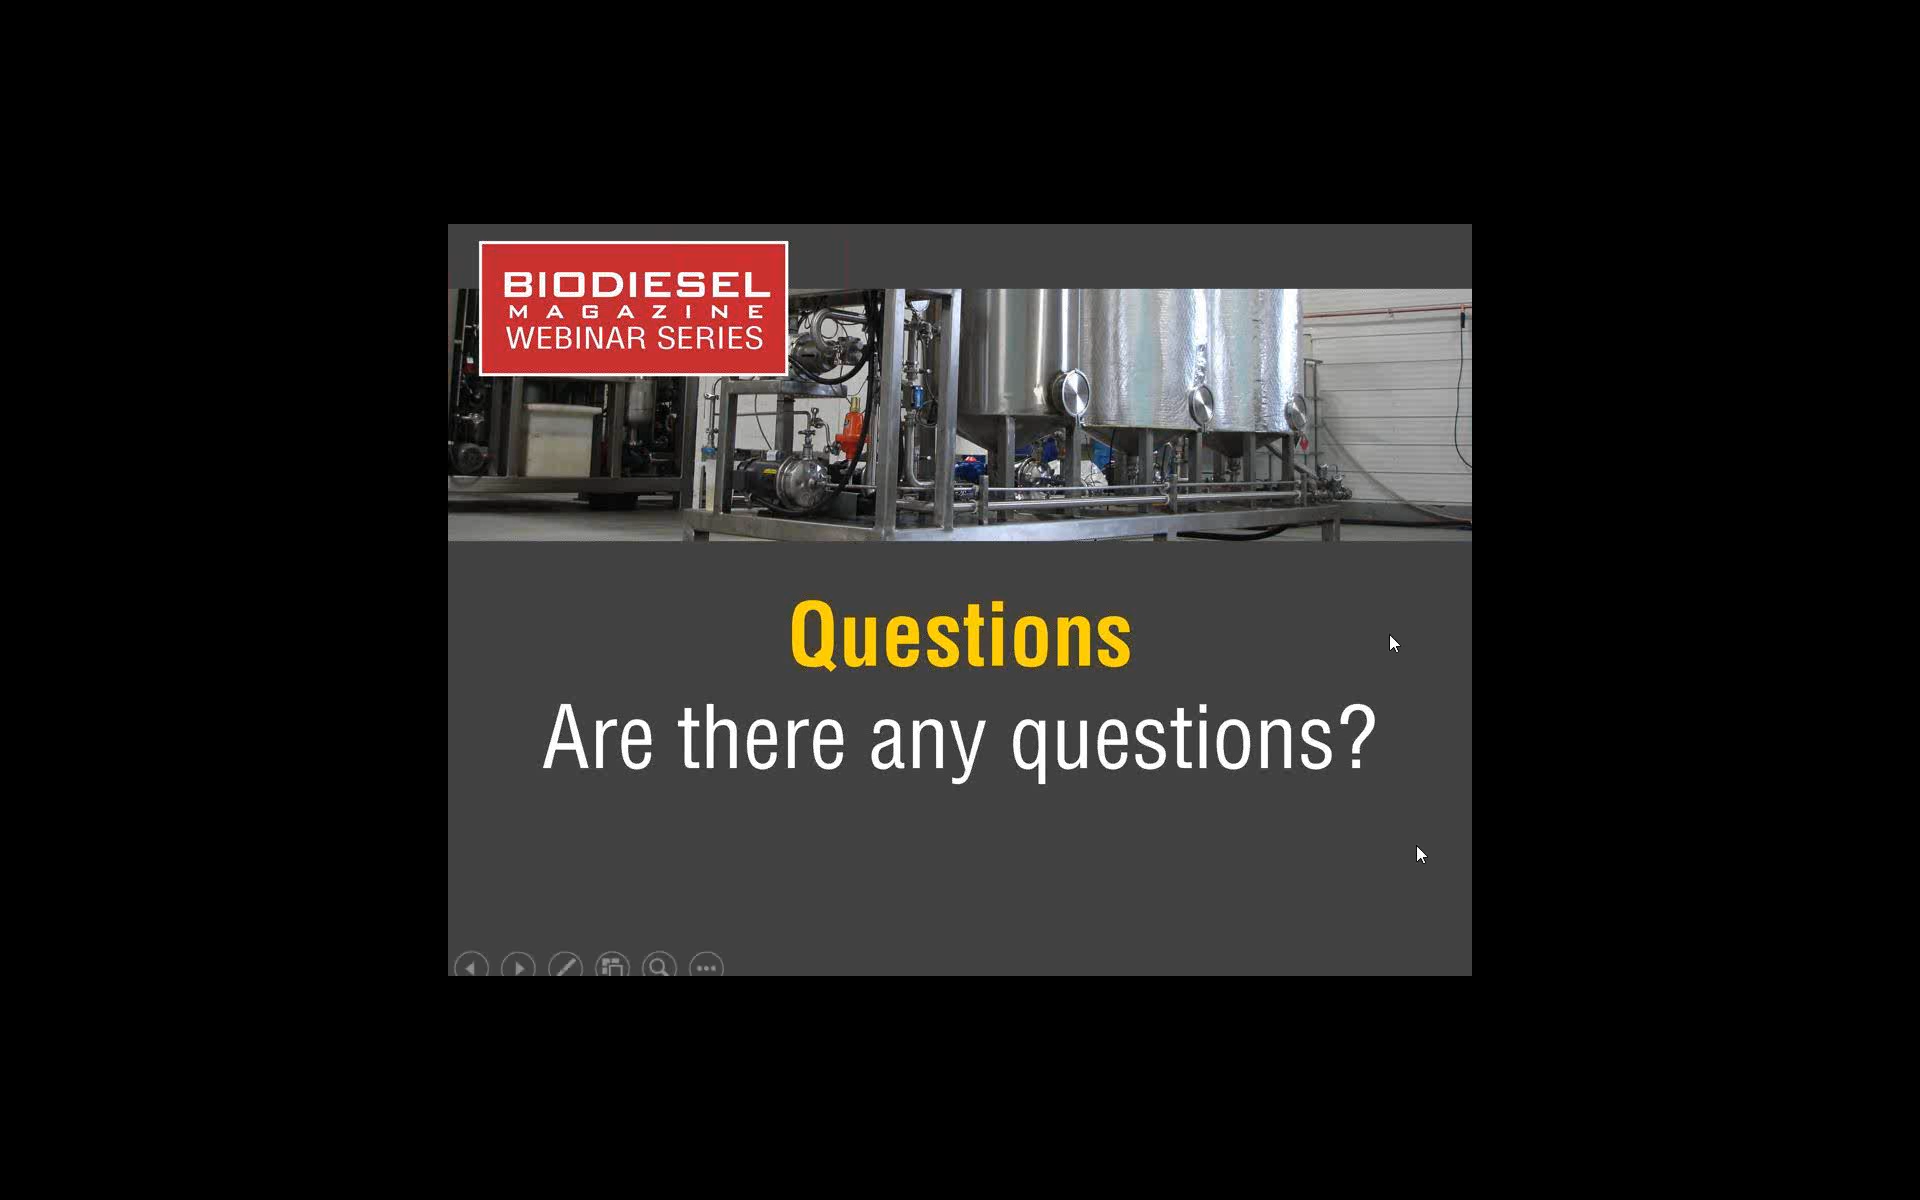 BIODIESEL
MAGAZINE
WEBINAR SERIES
Questions
Are there any questions?